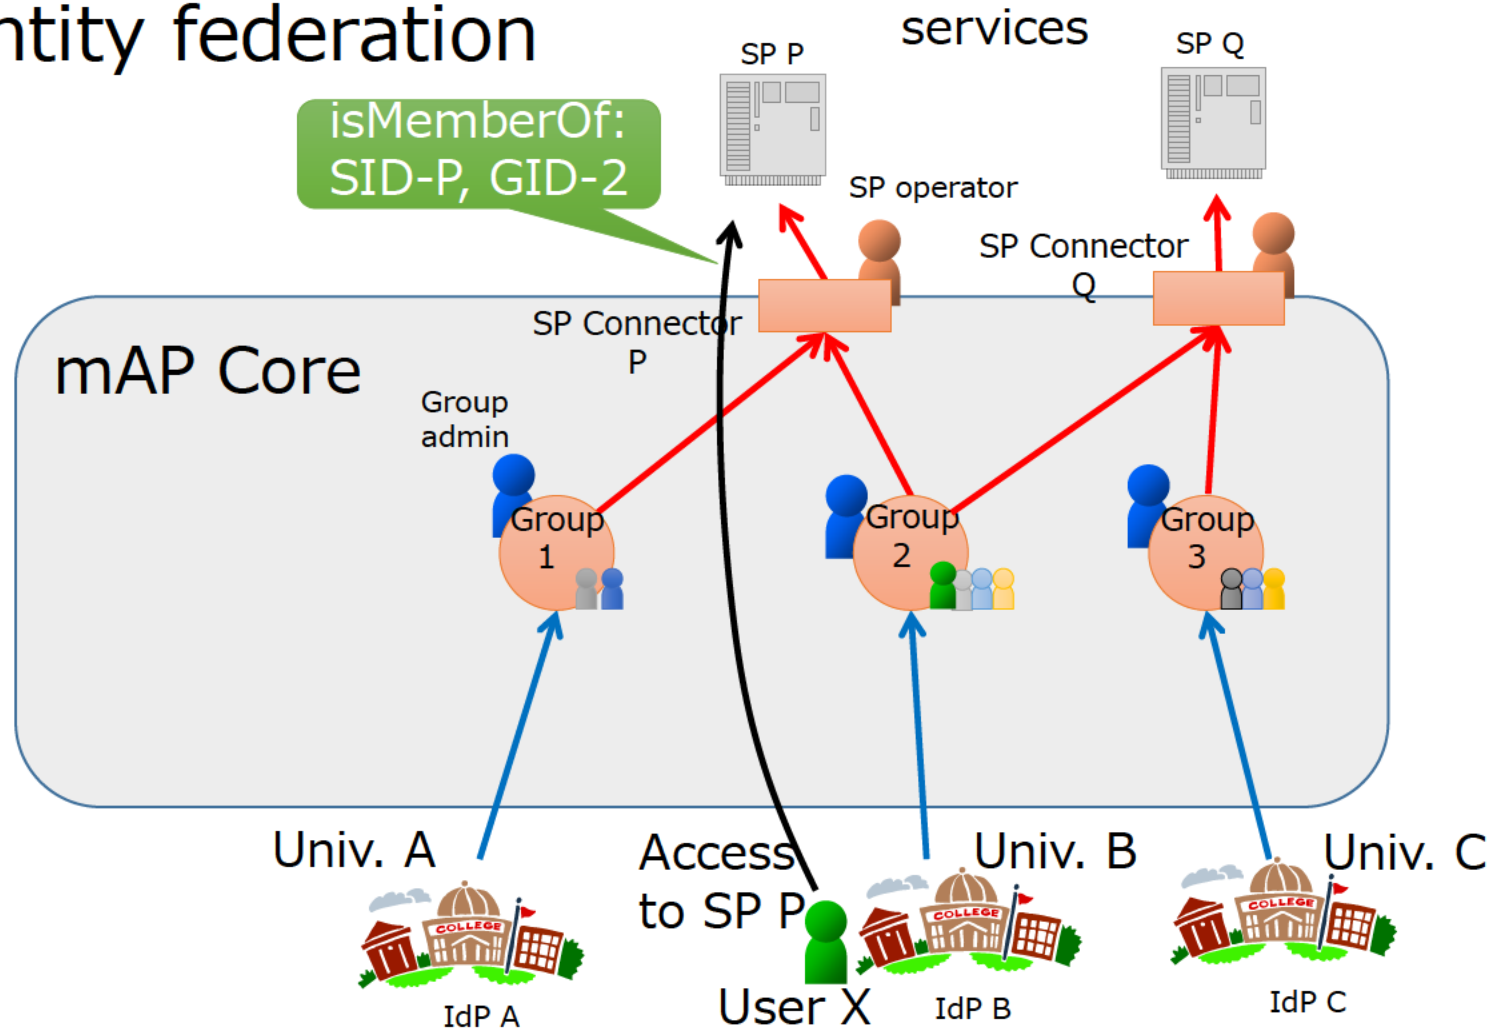 ntity federation
services
SP P
SP Q
isMemberOf:
SID-P, GID-2
SP operator
SP Connector
Q
SP Connector
P
mAP Core
Group
admin
Group
1
Group
2
Group
3
Univ. A
Access
to SP P
Univ. B
Univ. C
COLLEGE
COLLEGE
COLLEGE
IdP A
User X
IdP B
IdP C